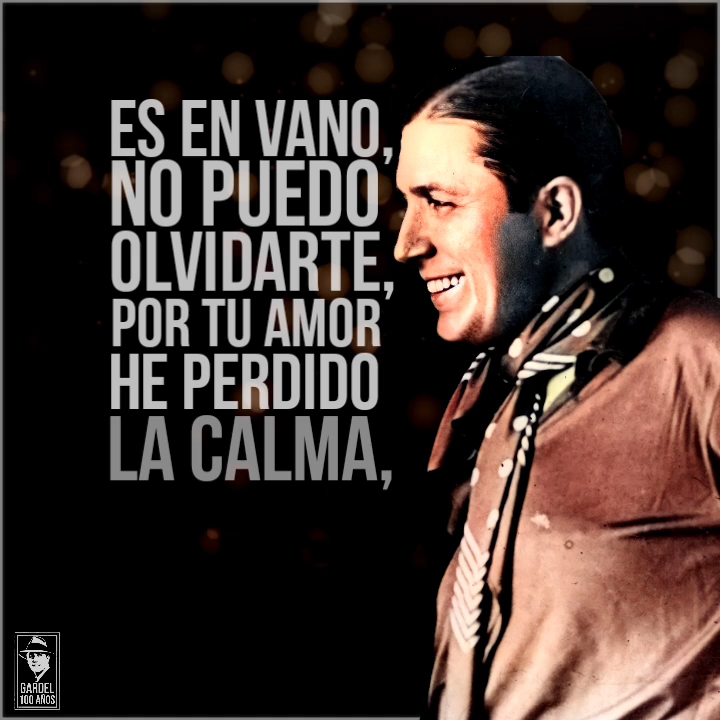 ES EN VANO,
NO PUEDO
OLVIDARTE,
POR TU AMOR
HE PERDIDO
LA CALMA,
GARDEL
100 AÑOS